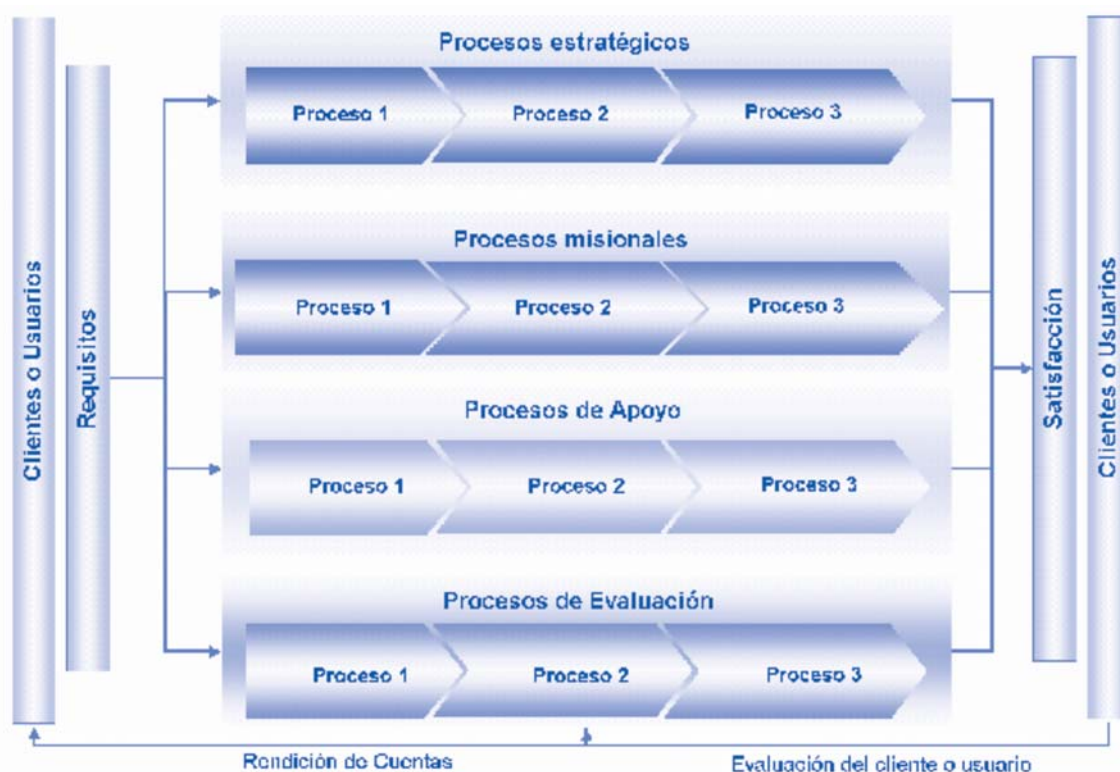 Clientes o Usuarios
Requisitos
Procesos estratégicos
Proceso 1
Proceso 2
Proceso 3
Procesos misionales
Proceso 1
Proceso 2
Proceso 3
Procesos de Apoyo
Proceso 1
Proceso 2
Proceso 3
Procesos de Evaluación
Proceso 1
Proceso 2
Proceso 3
Satisfacción
Clientes o Usuarios
Rendición de Cuentas
Evaluación del cliente o usuario